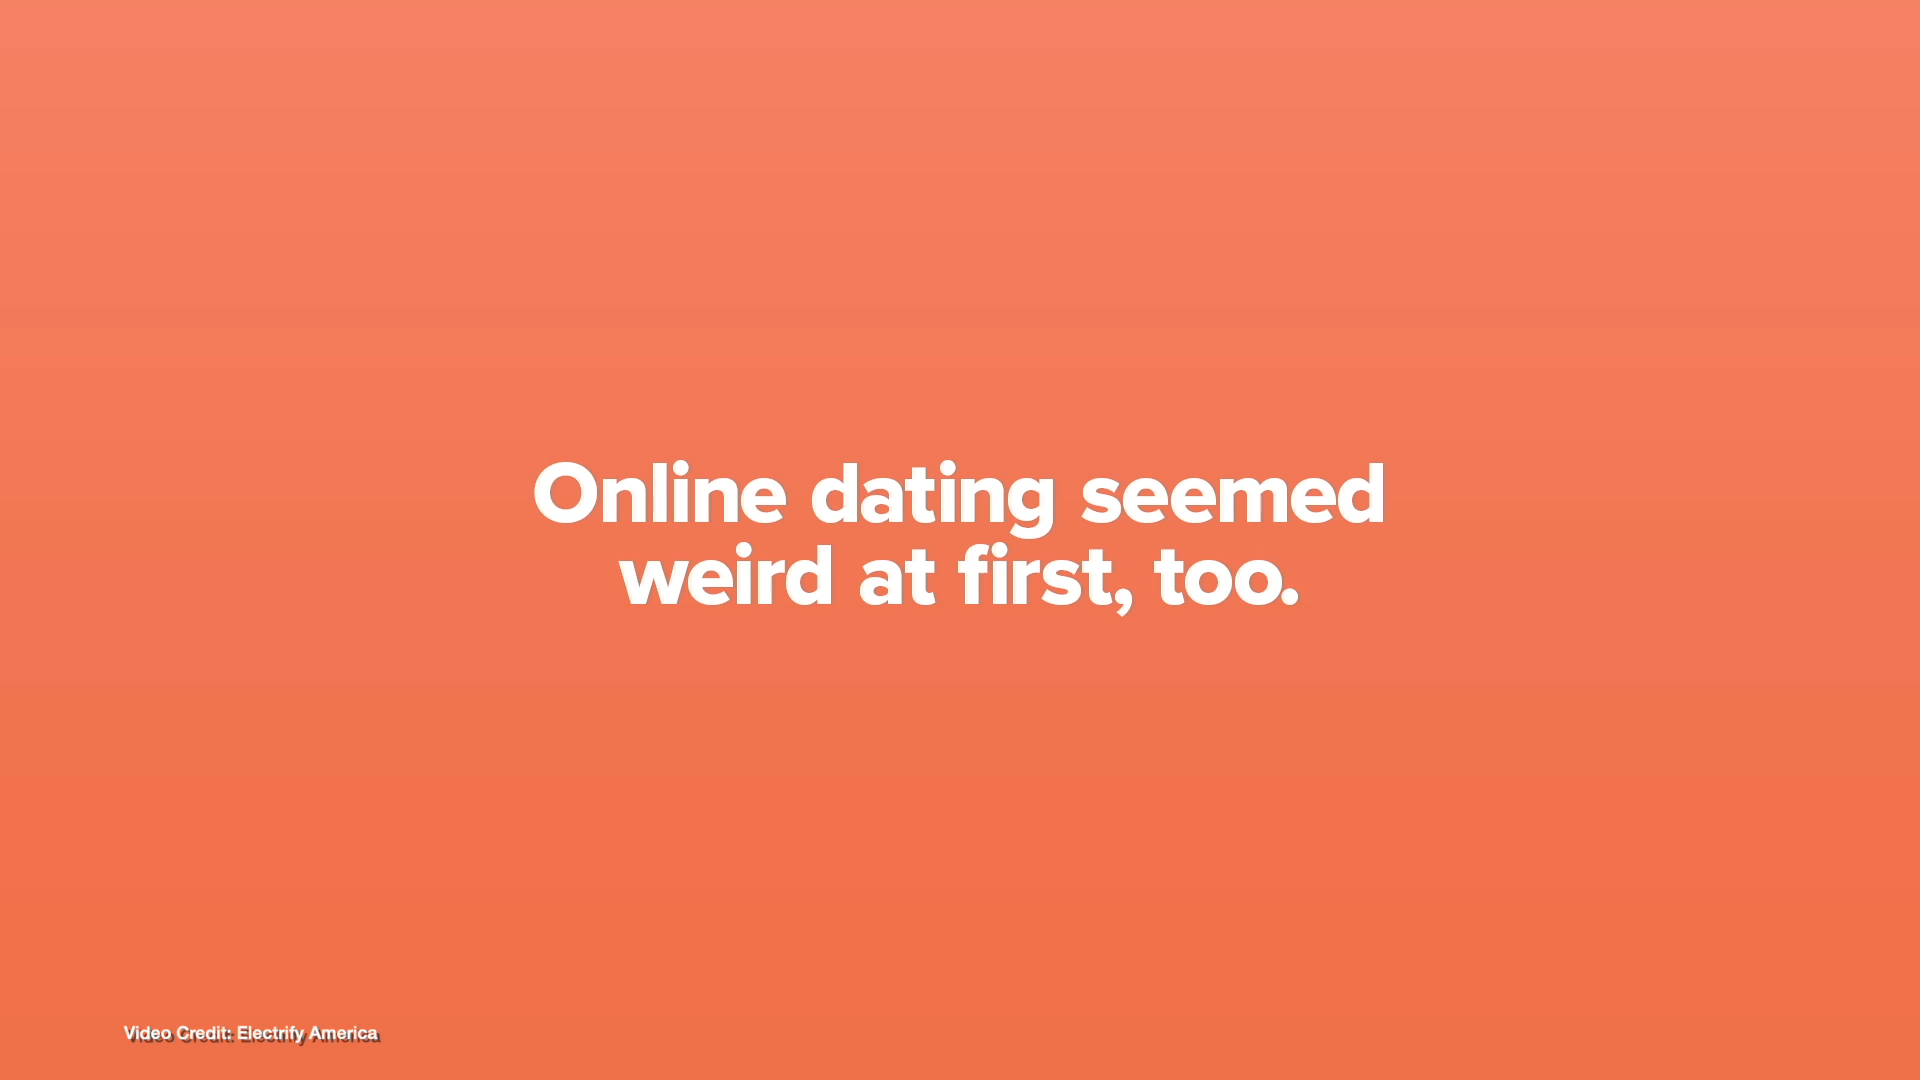 Online dating seemed
weird at first, too.
Video Credit: Electrify America